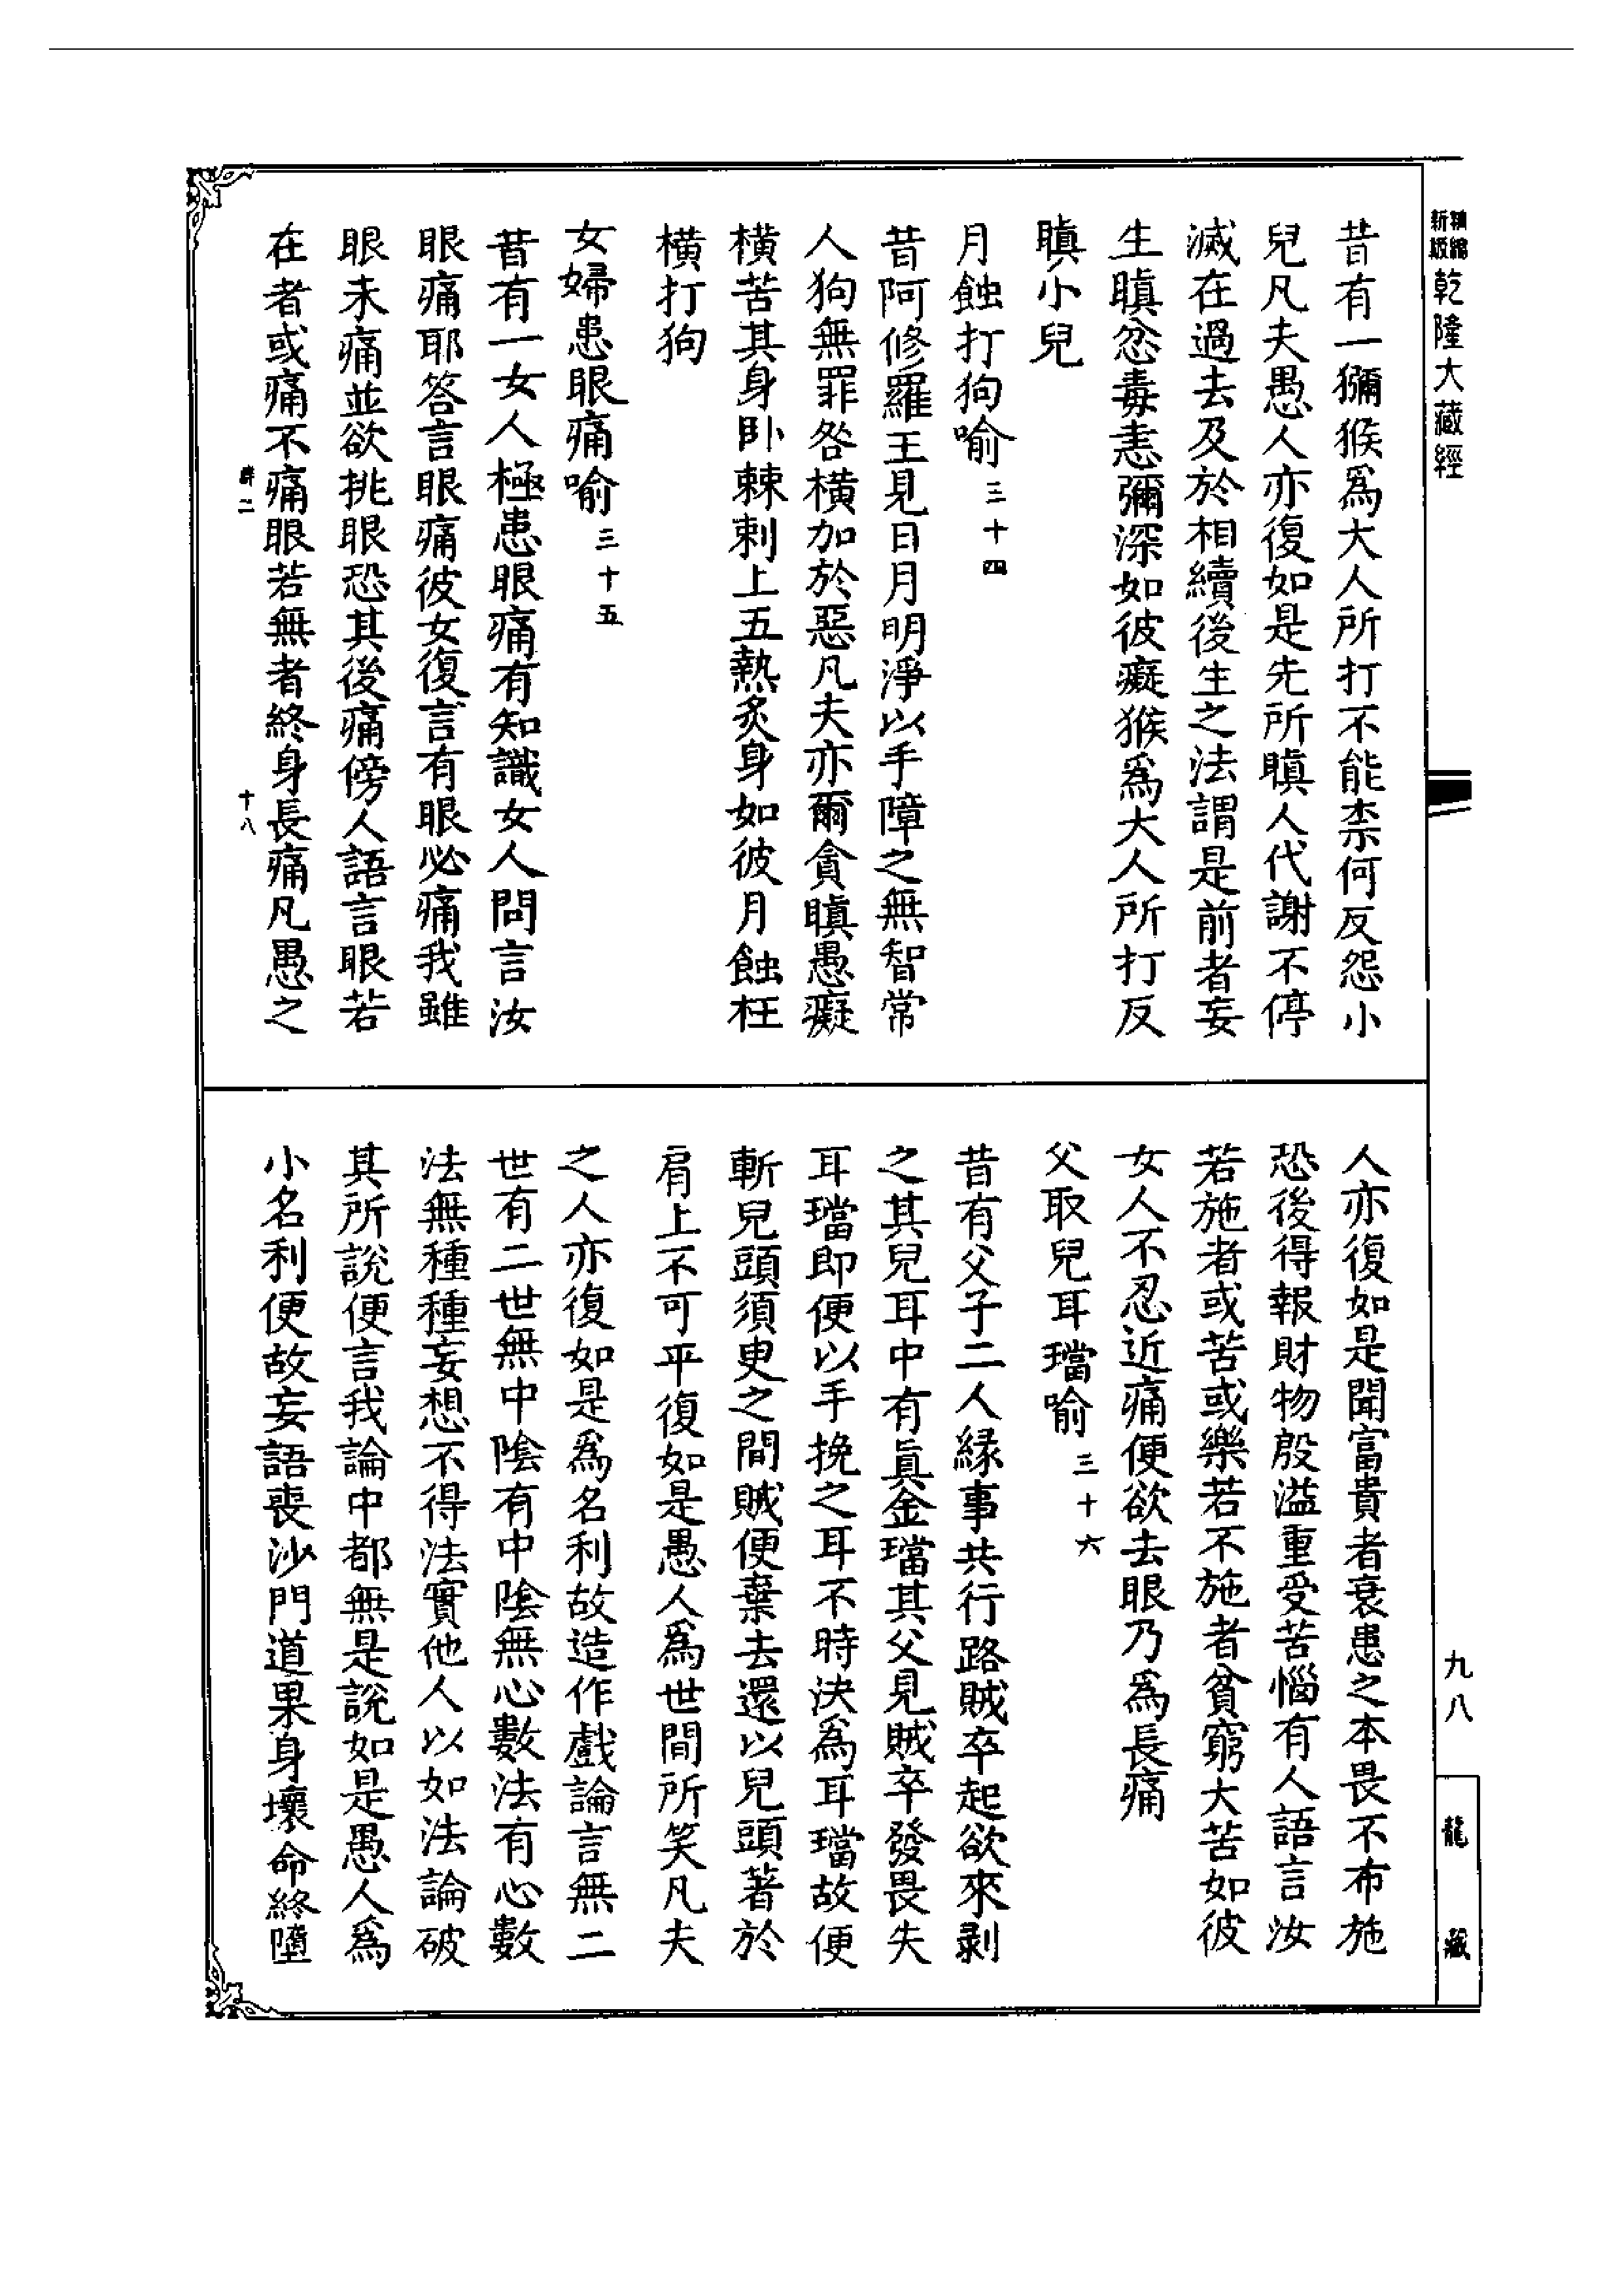 精縮新版乾隆大藏經
昔有一獼猴爲大人所打不能柰何反怨小
兒凡夫愚人亦復如是先所瞋人代謝不停
滅在過去及於相續後生之法謂是前者妄
生瞋忿毒恚彌深如彼癡猴爲大人所打反
瞋小兒
月蝕打狗喻三十四
昔阿修羅王見日月明淨以手障之無智常
人狗無罪咎橫加於惡凡夫亦爾貪瞋愚癡
橫苦其身臥棘刺上五熱炙身如彼月蝕枉
橫打狗
女婦患眼痛喻三十五
昔有一女人極患眼痛有知識女人問言汝
眼痛耶答言眼痛彼女復言有眼必痛我雖
眼未痛並欲挑眼恐其後痛傍人語言眼若
在者或痛不痛眼若無者終身長痛凡愚之
十八
人亦復如是聞富貴者衰患之本畏不布施
恐後得報財物殷溢重受苦惱有人語言汝
若施者或苦或樂若不施者貧窮大苦如彼
女人不忍近痛便欲去眼乃爲長痛
父取兒耳璫喻三十六
昔有父子二人緣事共行路賊卒起欲來剥
之其兒耳中有眞金璫其父見賊卒發畏失
耳璫即便以手挽之耳不時決爲耳璫故便
斬兒頭須臾之間賊便棄去還以兒頭著於
肩上不可平復如是愚人爲世間所笑凡夫
之人亦復如是爲名利故造作戲論言無二
世有二世無中陰有中陰無心數法有心數
法無種種妄想不得法實他人以如法論破
其所說便言我論中都無是說如是愚人爲
小名利便故妄語喪沙門道果身壞命終墮
九八
龍藏